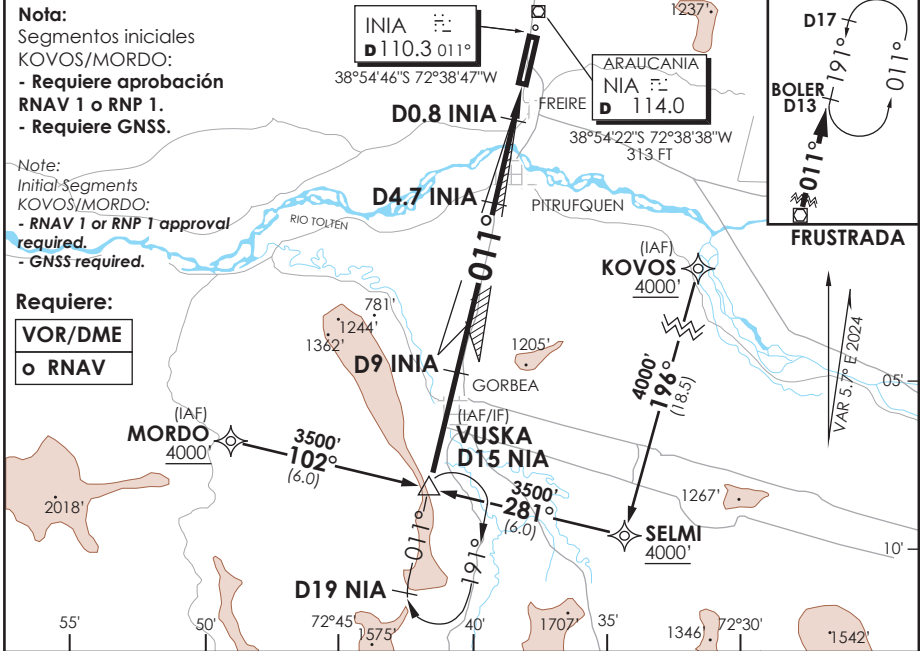 Nota:
Segmentos iniciales
KOVOS/MORDO:
- Requiere aprobación
RNAV 1 o RNP 1.
- Requiere GNSS.
Note:
Initial Segments
KOVOS/MORDO:
- RNAV 1 or RNP 1 approval
required.
- GNSS required.
Requiere:
VOR/DME
o RNAV
INIA
D 110.3 011°
38°54'46"S 72°38'47"W
1237'
ARAUCANIA
NIA
D 114.0
38°54'22"S 72°38'38"W
313 FT
D17
191°
011°
BOLER
D13
011°
FRUSTRADA
D0.8 INIA
FREIRE
D4.7 INIA
PITRUFQUEN
RIO TOLTEN
011°
(IAF)
KOVOS
4000'
781'
1244'
1362'
D9 INIA
1205'
GORBEA
4000'
196°
(18.5)
VAR 5.7° E 2024
05'
(IAF)
MORDO
4000'
3500'
102°
(6.0)
(IAF/IF)
VUSKA
D15 NIA
3500'
281°
(6.0)
1267'
2018'
SELMI
4000'
011°
191°
10'
D19 NIA
55'
50'
72°45'
1575'
40'
1707'
35'
1346'
72°30'
1542'